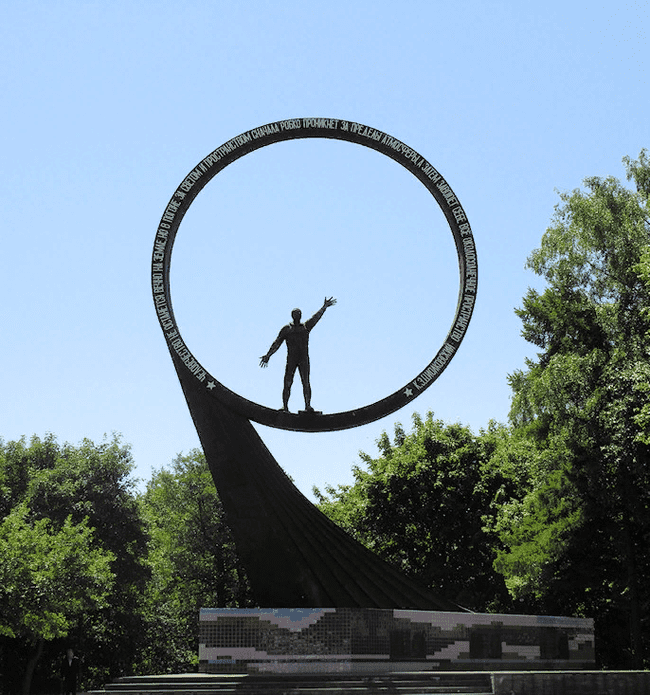 ЧЕЛОВЕЧЕСТВО НЕ ОСТАНЕТСЯ ВЕЧНО НА ЗЕМЛЕ, НО В ПОГОНЕ ЗА СВЕТОМ И ПРОСТРАНСТВОМ СНАЧАЛА РОБКО ПРОНИКНЕТ ЗА ПРЕДЕЛЫ АТМОСФЕРЫ, А ЗАТЕМ ЗАВОЮЕТ СЕБЕ ВСЕ ОКОЛОСОЛНЕЧНОЕ ПРОСТРАНСТВО